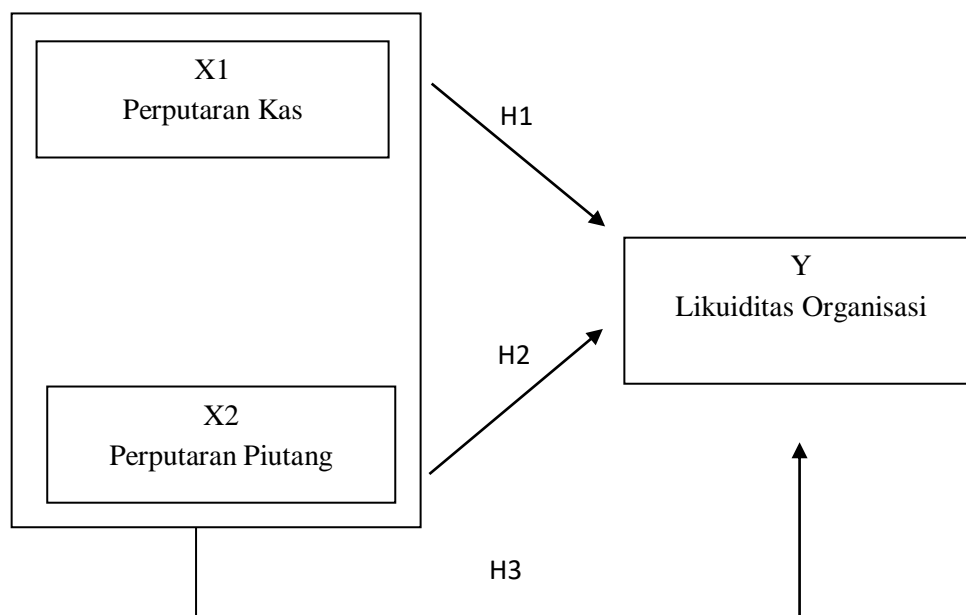 X1
Perputaran Kas
H1
Y
Likuiditas Organisasi
H2
X2
Perputaran Piutang
H3